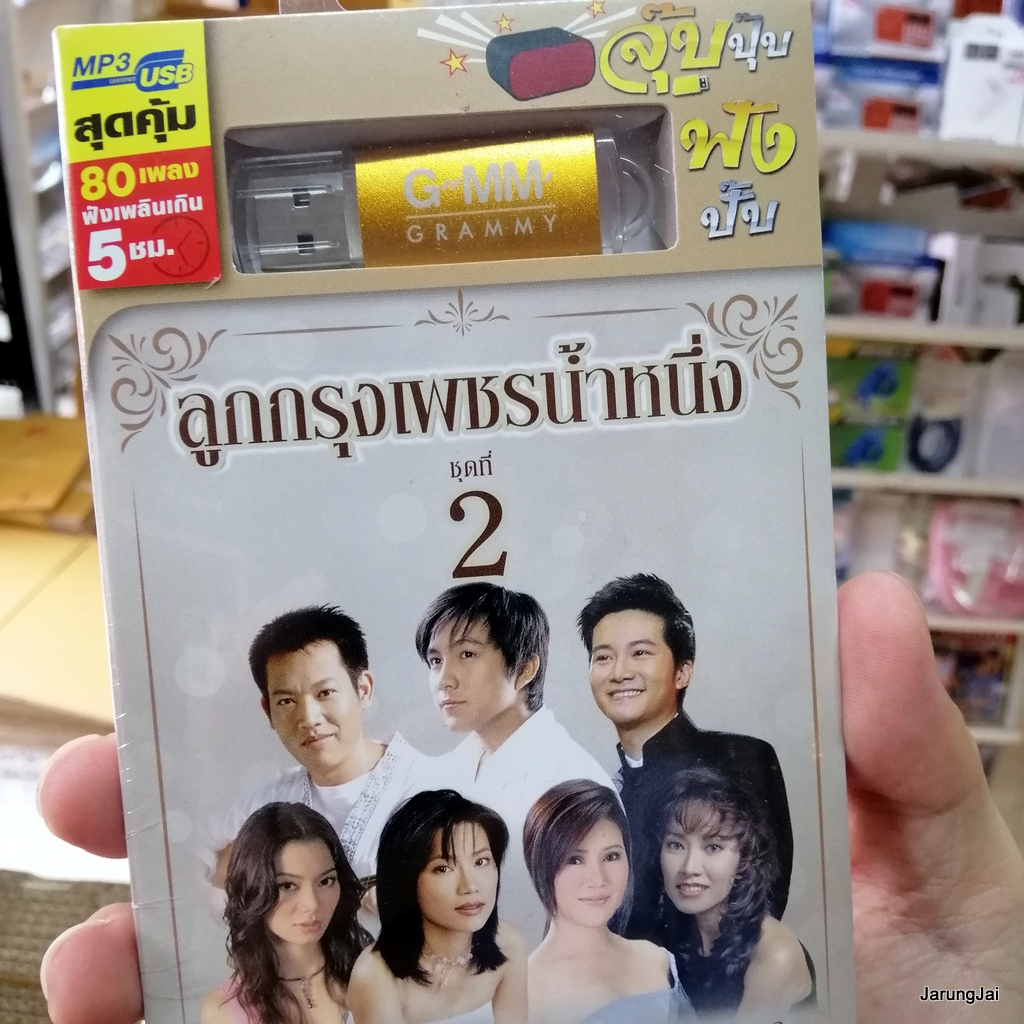 MP3
USB
สุดคุ้ม
80 เพลง
ฟังเพลินเกิน
5 ชม.
จุ๊บ ปุ๊บ
ฟัง
ปั๊บ
G"MM'
GRAMMY
ลูกกรุงเพชรน้ำหนึ่ง
ชุดที่
2
JarungJai